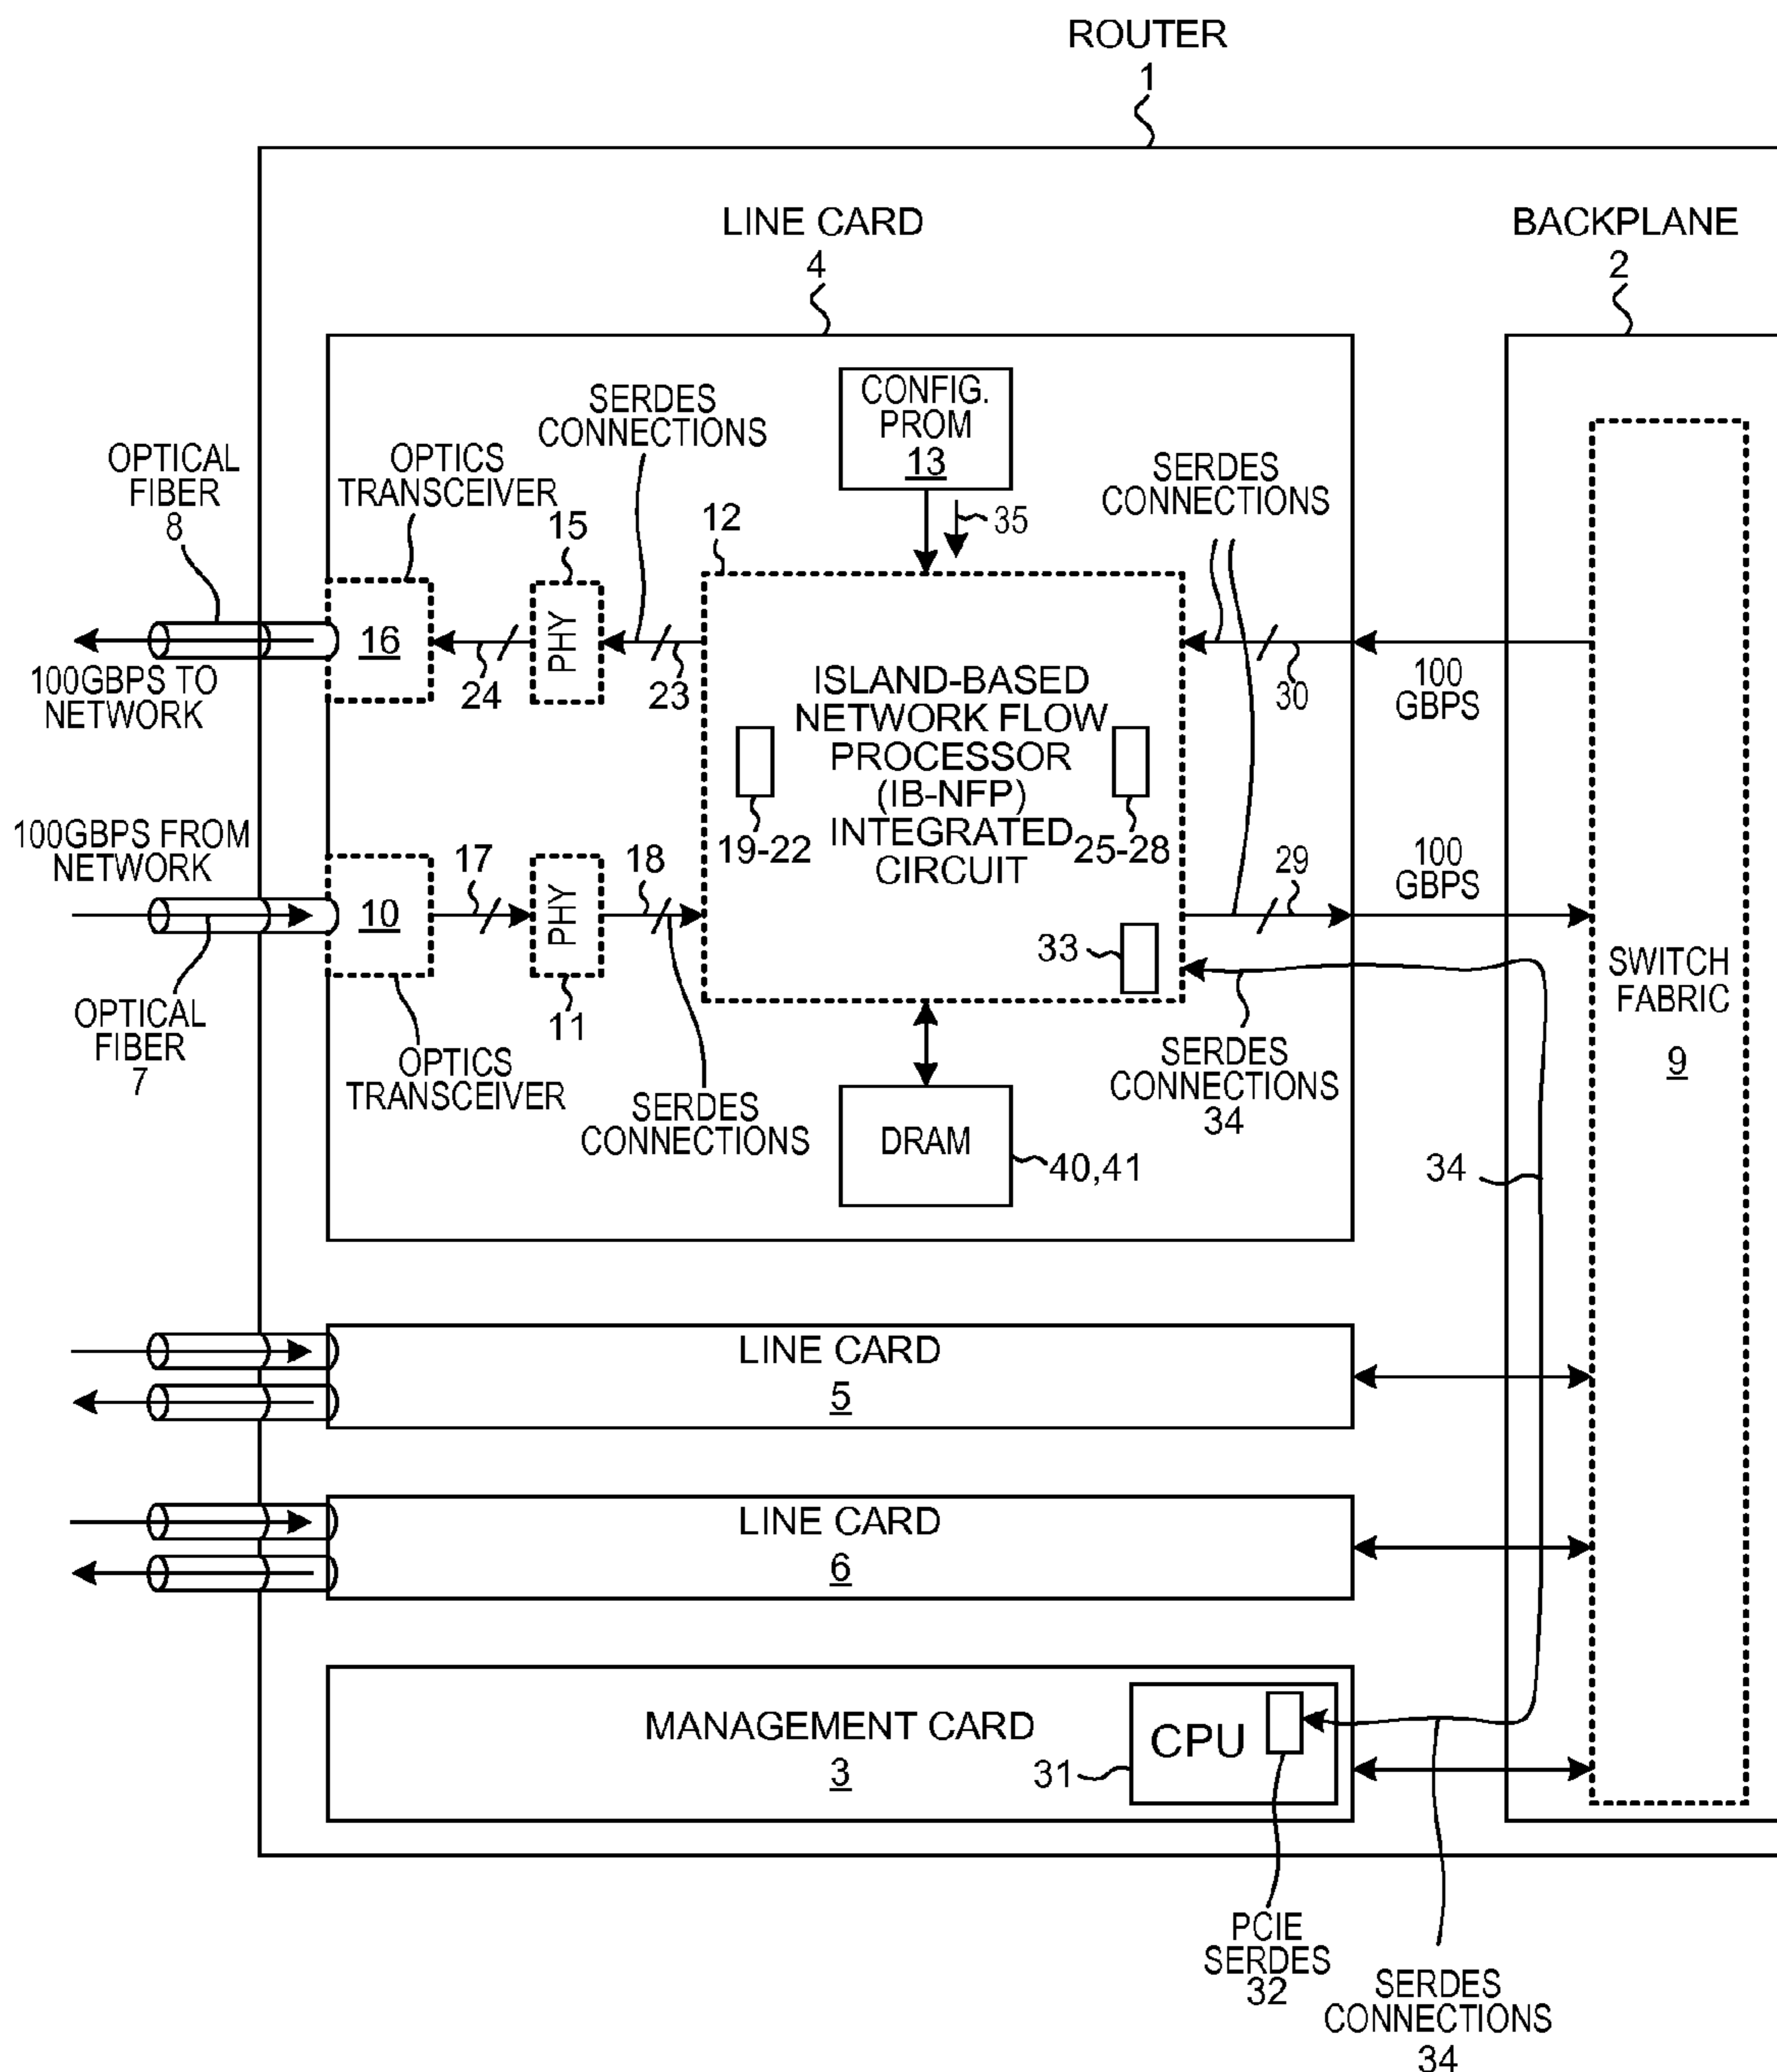 ROUTER
1
LINE CARD
4
BACKPLANE
2
OPTICAL
FIBER
8
OPTICS
TRANSCEIVER
SERDES
CONNECTIONS
CONFIG.
PROM
13
35
SERDES
CONNECTIONS
15
12
PHY
16
24
23
100GBPS TO
NETWORK
ISLAND-BASED
NETWORK FLOW
PROCESSOR
(IB-NFP)
INTEGRATED
CIRCUIT
19-22
25-28
30
100
GBPS
29
100
GBPS
100GBPS FROM
NETWORK
10
17
PHY
11
18
33
OPTICAL
FIBER
7
OPTICS
TRANSCEIVER
SERDES
CONNECTIONS
DRAM
40,41
SERDES
CONNECTIONS
34
34
SWITCH
FABRIC
9
LINE CARD
5
LINE CARD
6
MANAGEMENT CARD
3
31
CPU
PCIE
SERDES
32
SERDES
CONNECTIONS
34